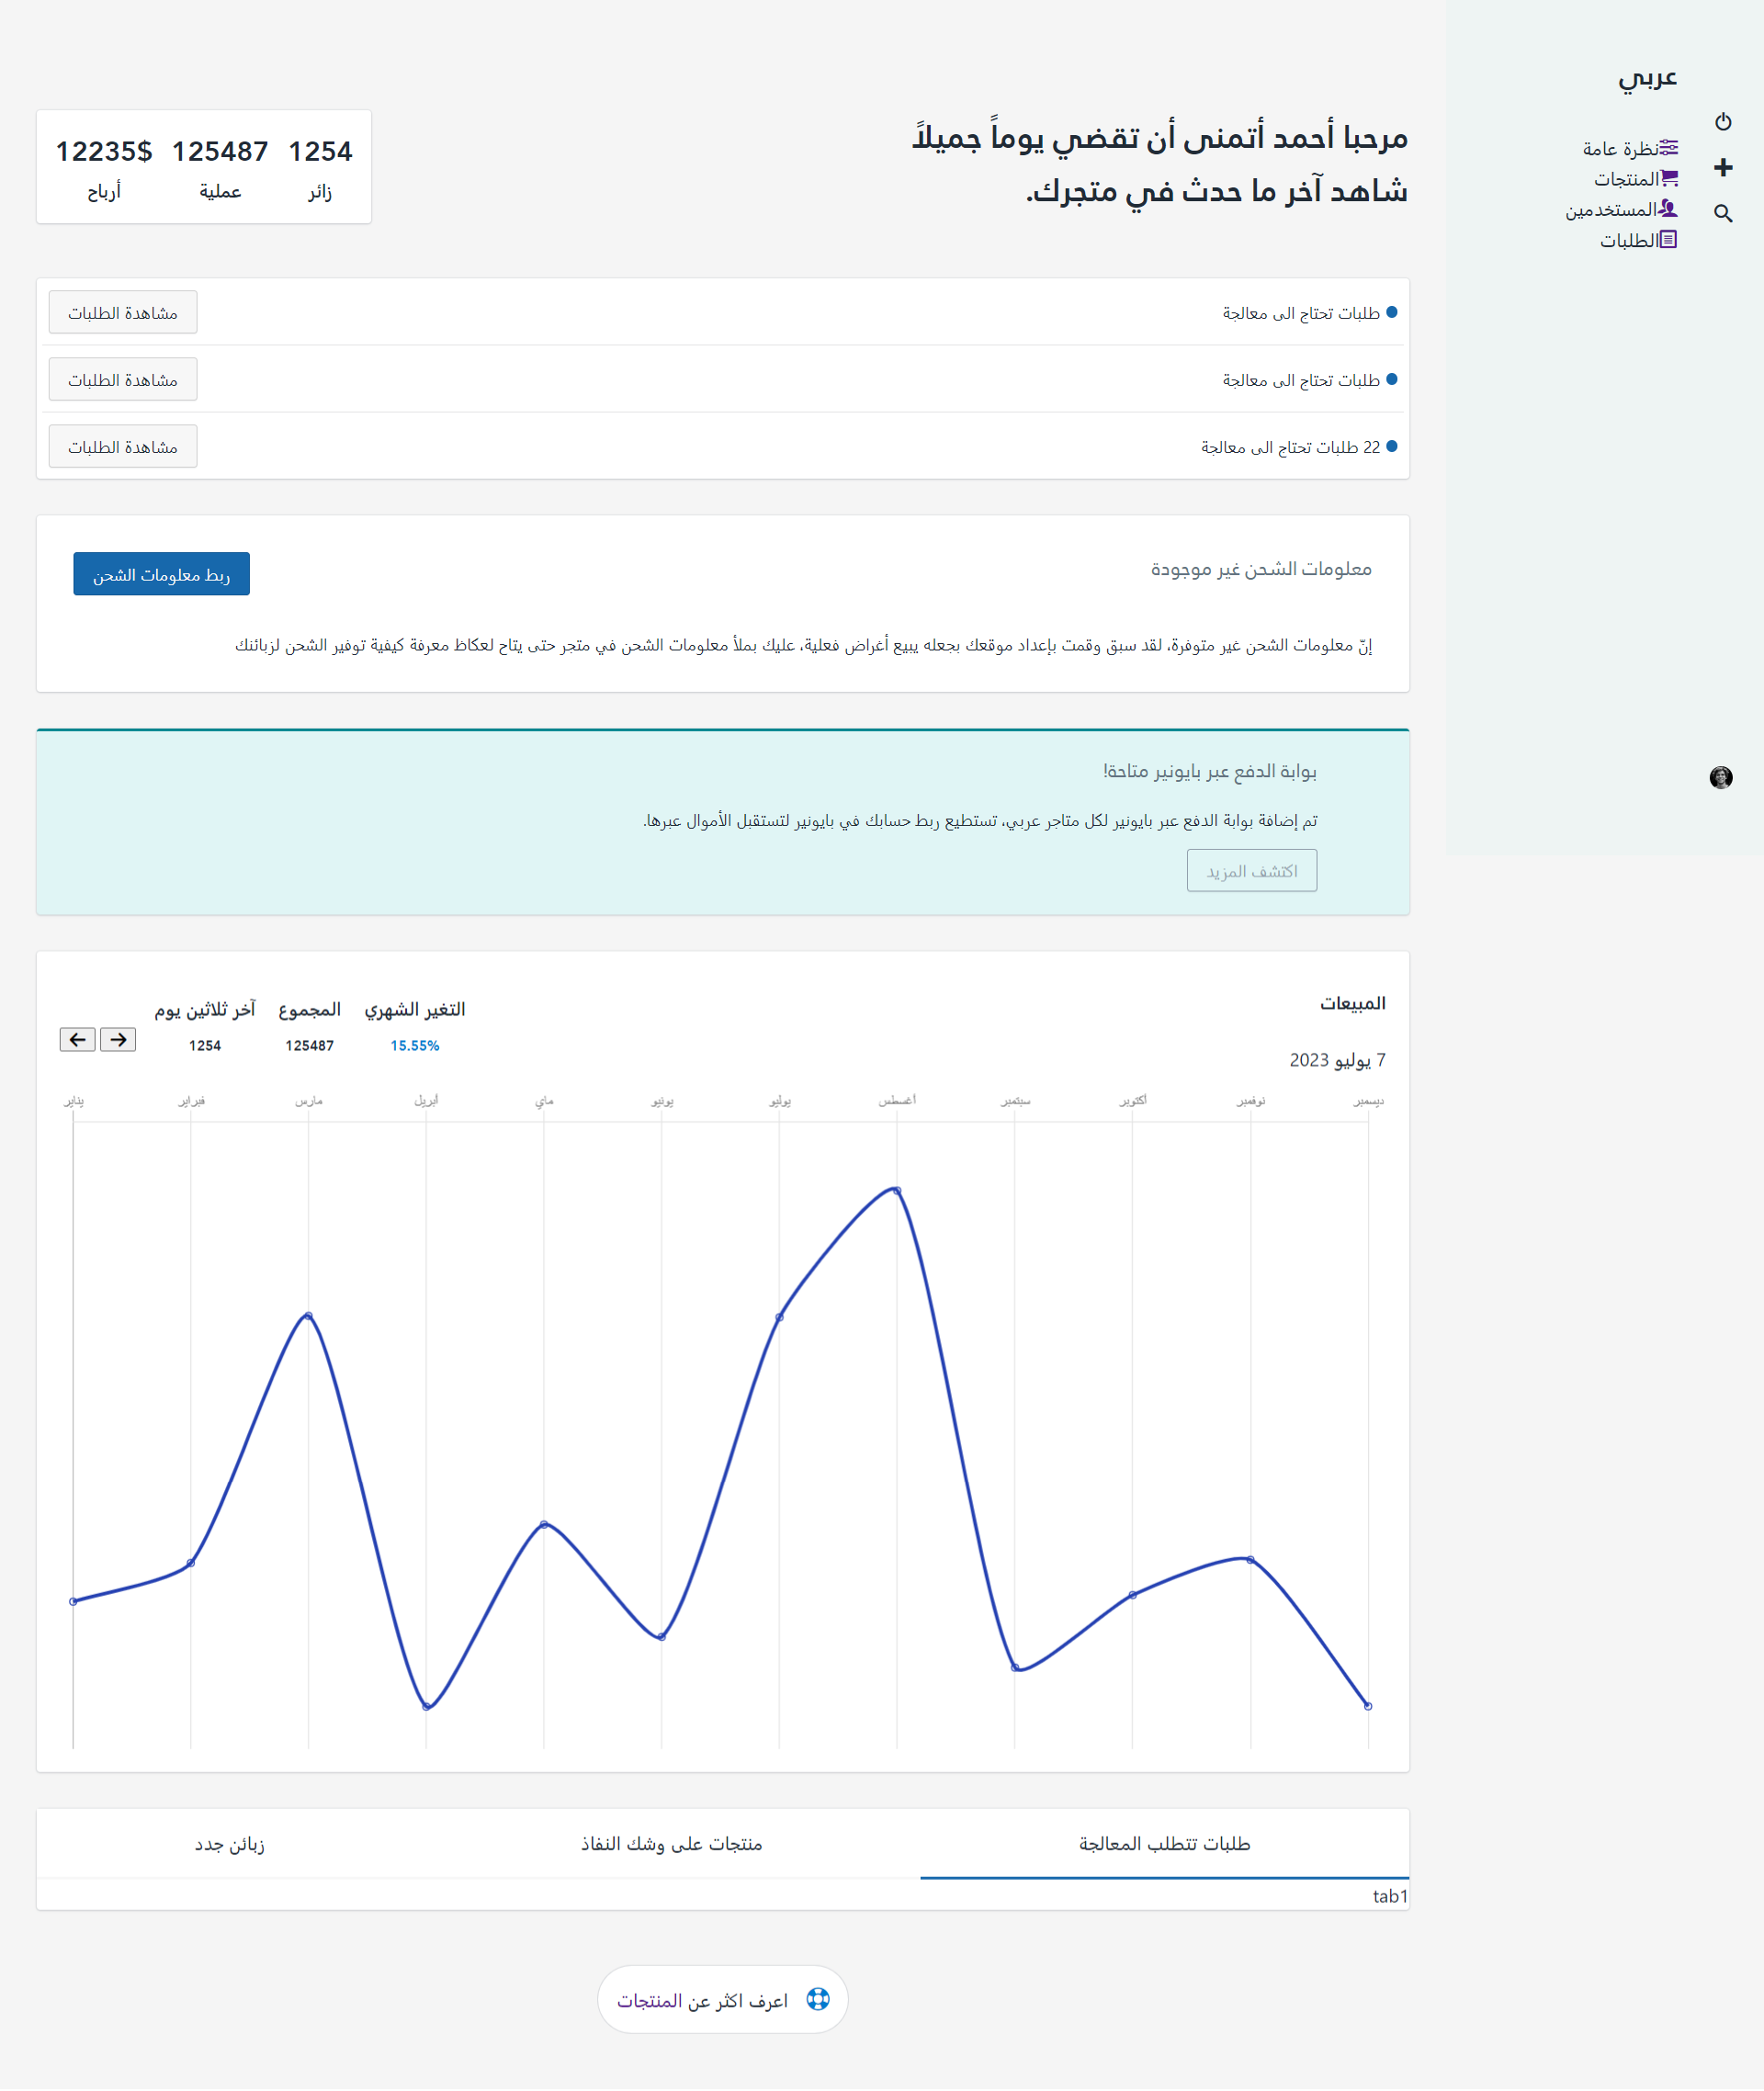 عربي
نظرة عامة
المنتجات
المستخدمين
الطلبات
مرحبا أحمد أتمنى أن تقضي يوماً جميلاً
شاهد آخر ما حدث في متجرك.
1254 125487 12235$
زائر عملية أرباح
طلبات تحتاج الى معالجة مشاهدة الطلبات
طلبات تحتاج الى معالجة مشاهدة الطلبات
22 طلبات تحتاج الى معالجة مشاهدة الطلبات
معلومات الشحن غير موجودة ربط معلومات الشحن
إنّ معلومات الشحن غير متوفرة، لقد سبق وقمت بإعداد موقعك بجعله يبيع أغراض فعلية، عليك بملأ معلومات الشحن في متجر حتى يتاح لعكاظ معرفة كيفية توفير الشحن لزبائنك
بوابة الدفع عبر بايونير متاحة!
تم إضافة بوابة الدفع عبر بايونير لكل متاجر عربي، تستطيع ربط حسابك في بايونير لتستقبل الأموال عبرها.
اكتشف المزيد
المبيعات
7 يوليو 2023
التغير الشهري المجموع آخر ثلاثين يوم
15.55% 125487 1254
ديسمبر نوفمبر أكتوبر سبتمبر أغسطس يوليو يونيو ماي أبريل مارس فبراير يناير
طلبات تتطلب المعالجة منتجات على وشك النفاذ زبائن جدد
tab1
اعرف اكثر عن المنتجات